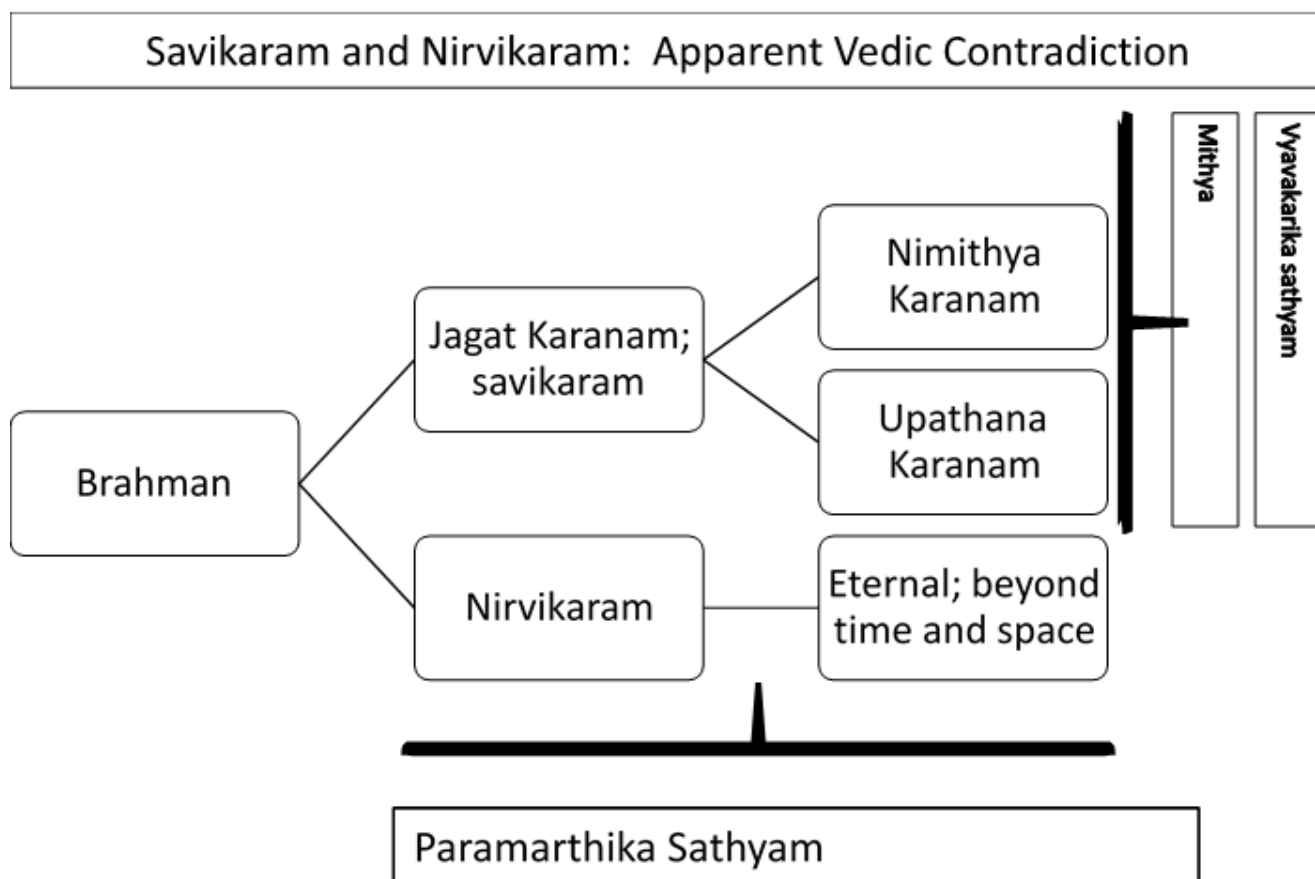 Savikaram and Nirvikaram:  Apparent Vedic Contradiction
Brahman
Jagat Karanam;
savikaram
Nirvikaram
Nimithya
Karanam
Upathana
Karanam
Eternal; beyond
time and space
Mithya
Vyavakarika sathyam
Paramarthika Sathyam